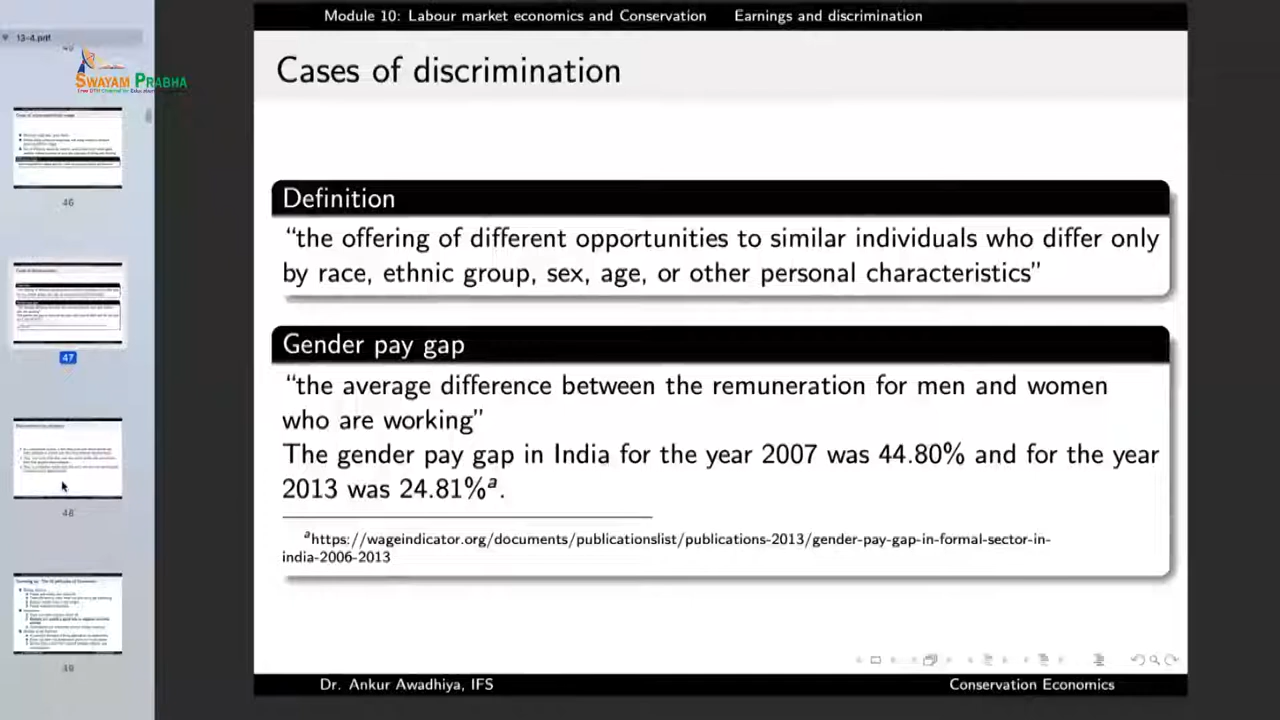 Module 10: Labour market economics and Conservation Earnings and discrimination
13-4.pdf
SWAYAM PRABHA
Cases of discrimination
Definition
“the offering of different opportunities to similar individuals who differ only
by race, ethnic group, sex, age, or other personal characteristics”
Gender pay gap
“the average difference between the remuneration for men and women
who are working”
The gender pay gap in India for the year 2007 was 44.80% and for the year
2013 was 24.81%a.
ahttps://wageindicator.org/documents/publicationslist/publications-2013/gender-pay-gap-in-formal-sector-in-
india-2006-2013
46
47
48
49
Dr. Ankur Awadhiya, IFS Conservation Economics